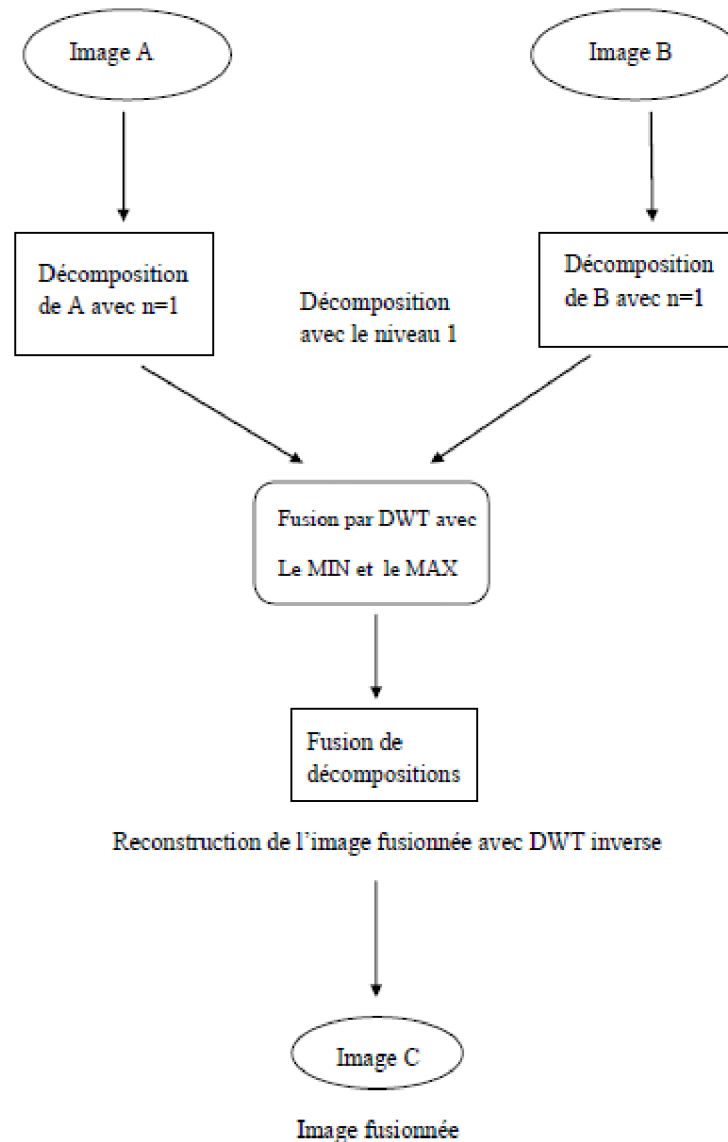 Image A
Image B
Décomposition
de A avec n=1
Décomposition
avec le niveau 1
Décomposition
de B avec n=1
Fusion par DWT avec
Le MIN et le MAX
Fusion de
décompositions
Reconstruction de l'image fusionnée avec DWT inverse
Image C
Image fusionnée